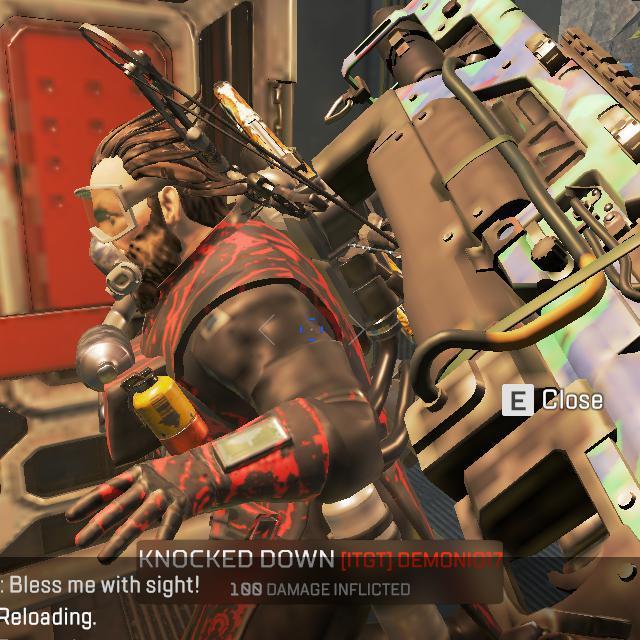 E Close
KNOCKED DOWN [ITGT] DEMONIO17
100 DAMAGE INFLICTED
: Bless me with sight!
Reloading.